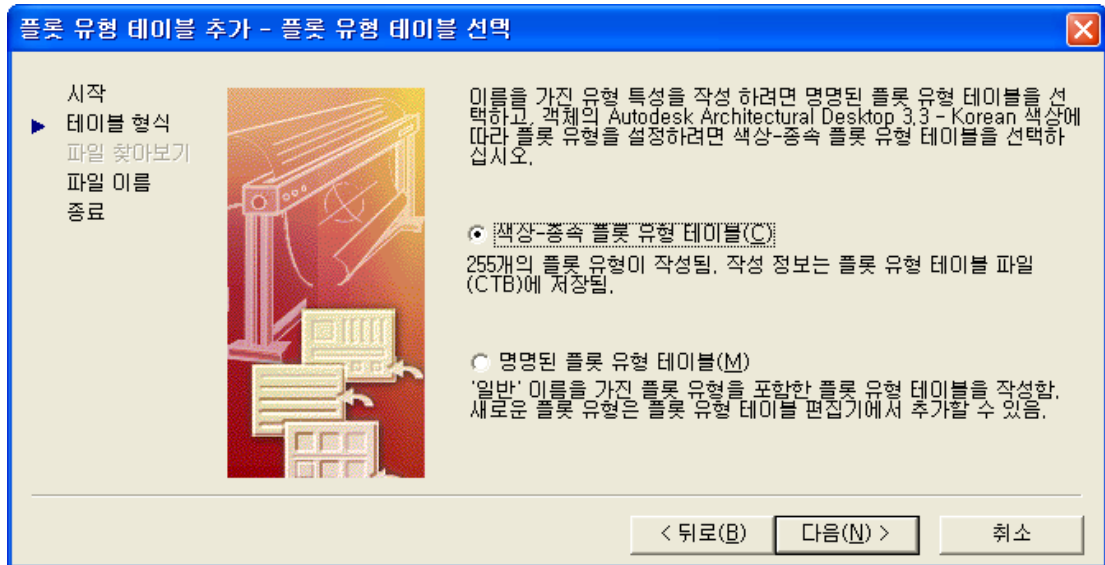 플롯 유형 테이블 추가 - 플롯 유형 테이블 선택
시작
테이블 형식
파일 찾아보기
파일 이름
종료
이름을 가진 유형 특성을 작성 하려면 명명된 플롯 유형 테이블을 선
택하고, 객체의 Autodesk Architectural Desktop 3.3 - Korean 색상에
따라 플롯 유형을 설정하려면 색상-종속 플롯 유형 테이블을 선택하
십시오.
색상-종속 플롯 유형 테이블(C)
255개의 플롯 유형이 작성됨. 작성 정보는 플롯 유형 테이블 파일
(CTB)에 저장됨.
명명된 플롯 유형 테이블(M)
'일반' 이름을 가진 플롯 유형을 포함한 플롯 유형 테이블을 작성함.
새로운 플롯 유형은 플롯 유형 테이블 편집기에서 추가할 수 있음.
< 뒤로(B)
다음(N) >
취소